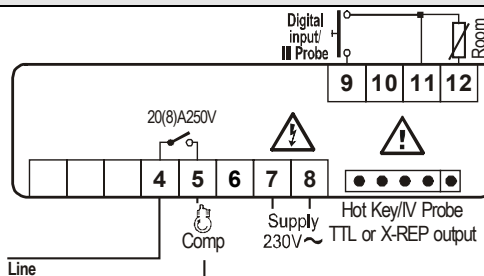 Digital
input/
III Probe
Room
9 10 11 12
20(8)A250V
4 5 6 7 8
Comp
Supply
230V~
Hot Key/IV Probe
TTL or X-REP output
Line